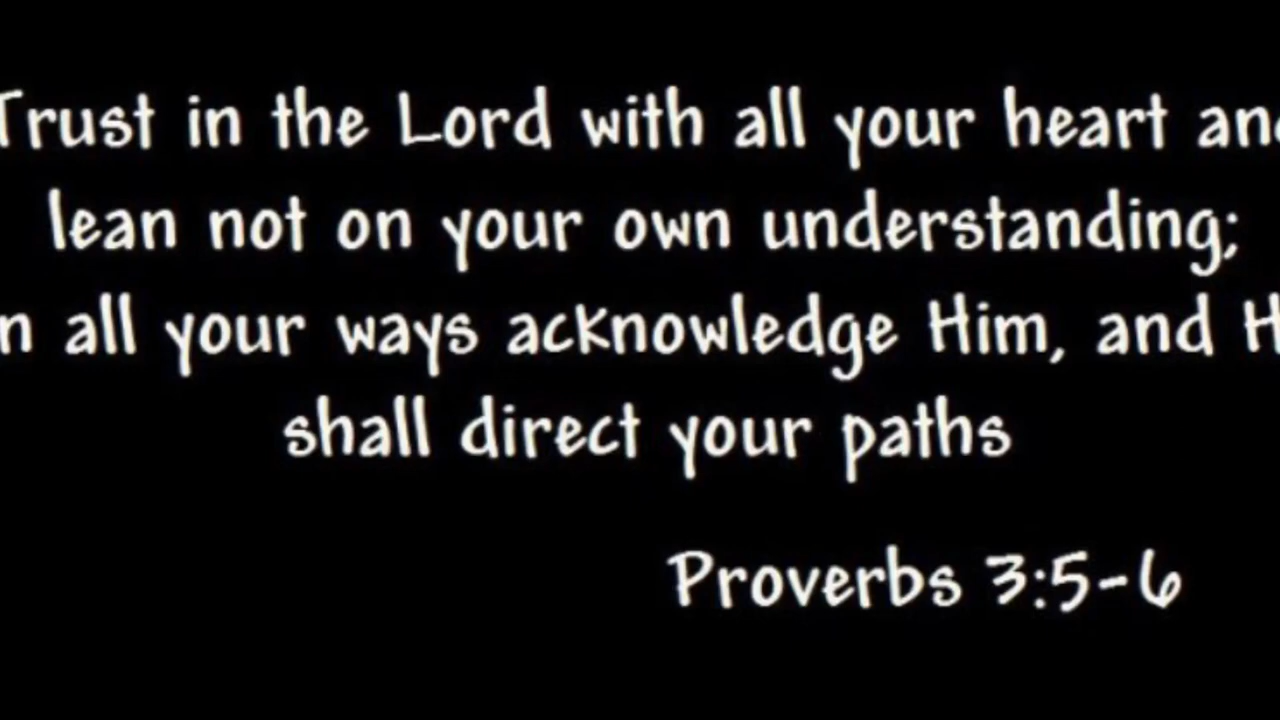 Trust in the Lord with all your heart and
lean not on your own understanding;
n all your ways acknowledge Him, and H
shall direct your paths
Proverbs 3:5-6